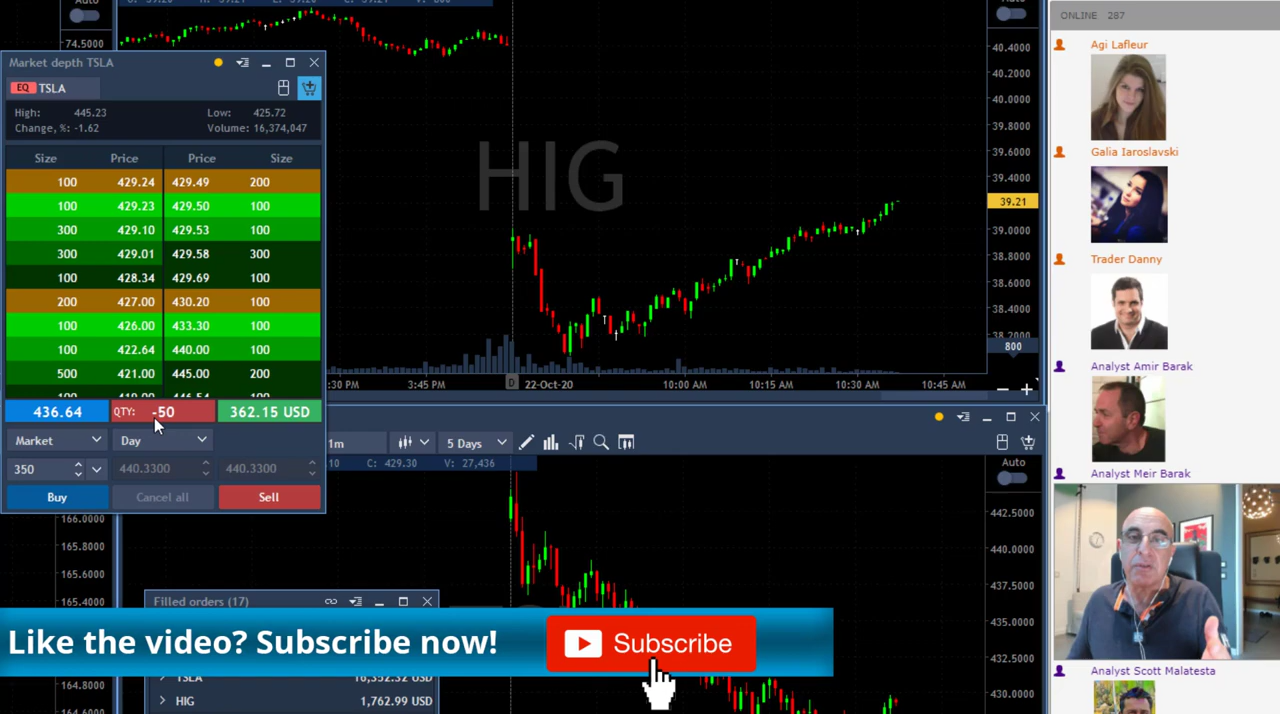 Auto
74.5000
Market depth TSLA
EQ TSLA
High: 445.23 Low: 425.72
Change, %: -1.62 Volume: 16,374,047
Size Price Price Size
100 429.24 429.49 200
100 429.23 429.50 100
300 429.10 429.53 100
300 429.01 429.58 300
100 428.34 429.69 100
200 427.00 430.20 100
100 426.00 433.30 100
100 422.64 440.00 100
500 421.00 445.00 200
436.64 QTY: -50 362.15 USD
Market Day
350 440.3300 440.3300
Buy Cancel all Sell
HIG
40.4000
40.2000
40.0000
39.8000
39.6000
39.4000
39.21
39.0000
38.8000
38.6000
38.4000
38.2000
800
:30 PM 3:45 PM D 22-Oct-20 10:00 AM 10:15 AM 10:30 AM 10:45 AM
1m 5 Days
10 C: 429.30 V: 27,436
Auto
442.5000
440.0000
437.5000
435.0000
432.5000
430.0000
166.0000
165.8000
165.6000
165.4000
164.8000
164.6000
Filled orders (17)
Like the video? Subscribe now!
Subscribe
TSLA 16,352.32 USD
HIG 1,762.99 USD
ONLINE 287
Agi Lafleur
Galia Iaroslavski
Trader Danny
Analyst Amir Barak
Analyst Meir Barak
Analyst Scott Malatesta